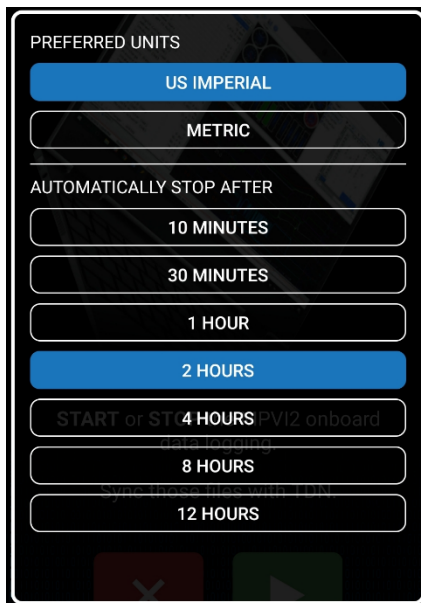 PREFERRED UNITS
US IMPERIAL
METRIC
AUTOMATICALLY STOP AFTER
10 MINUTES
30 MINUTES
1 HOUR
2 HOURS
START or STOP PVI2 onboard
4 HOURS
data logging.
8 HOURS
Sync those files with TDN.
12 HOURS